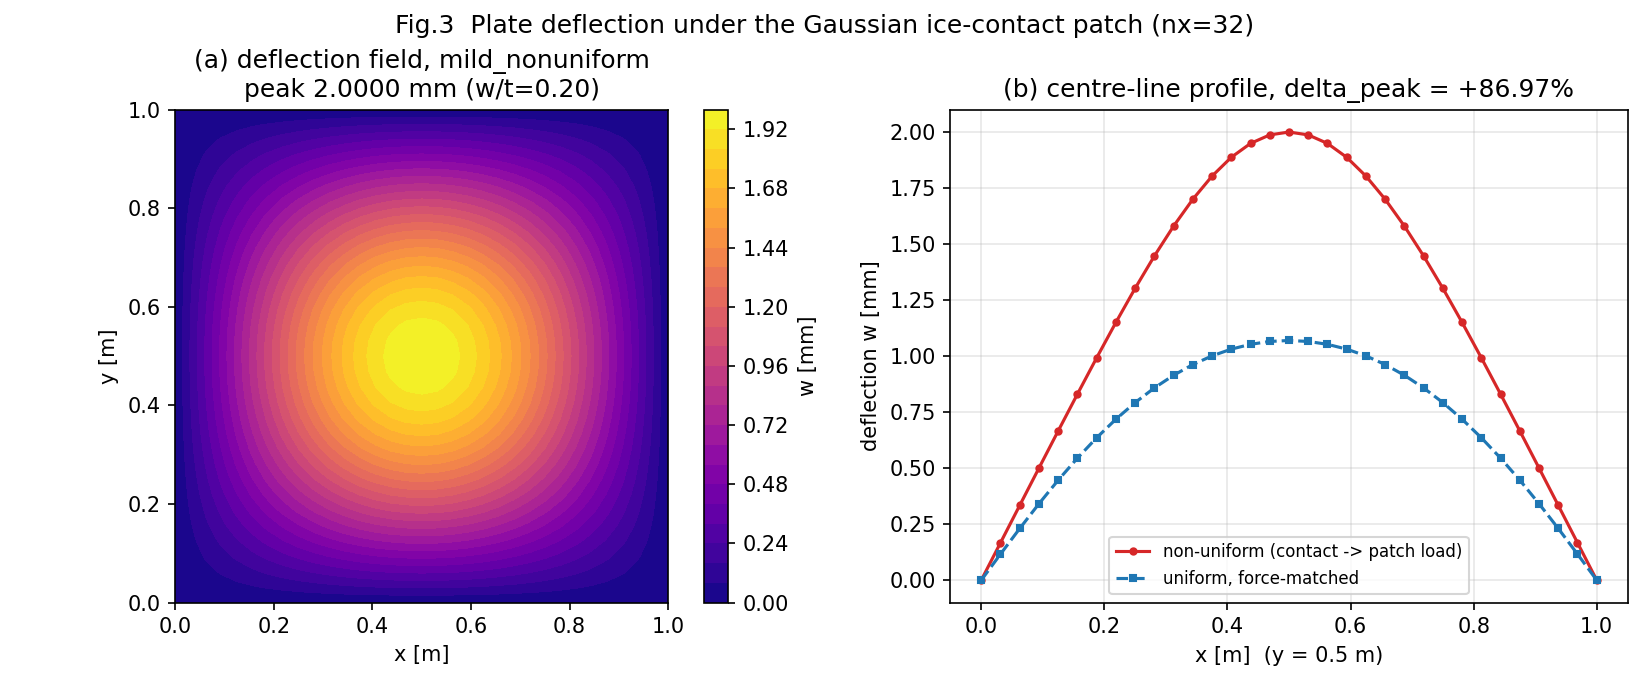 Fig.3  Plate deflection under the Gaussian ice-contact patch (nx=32)
(a) deflection field, mild_nonuniform
peak 2.0000 mm (w/t=0.20)
1.0
0.8
0.6
0.4
0.2
0.0
y [m]
0.0 0.2 0.4 0.6 0.8 1.0
x [m]
1.92
1.68
1.44
1.20
0.96
0.72
0.48
0.24
0.00
w [mm]
(b) centre-line profile, delta_peak = +86.97%
2.00
1.75
1.50
1.25
1.00
0.75
0.50
0.25
0.00
deflection w [mm]
non-uniform (contact -> patch load)
uniform, force-matched
0.0 0.2 0.4 0.6 0.8 1.0
x [m]  (y = 0.5 m)